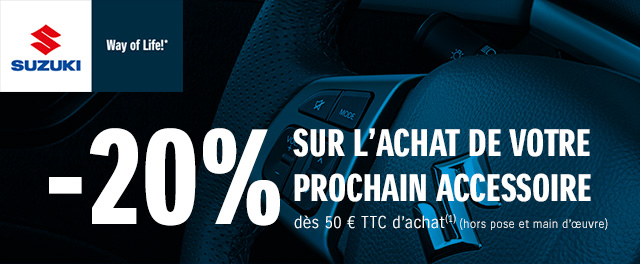 SUZUKI
Way of Life!*
MODE
-20%
SUR L'ACHAT DE VOTRE
PROCHAIN ACCESSOIRE
dès 50 € TTC d'achat(1) (hors pose et main d'œuvre)